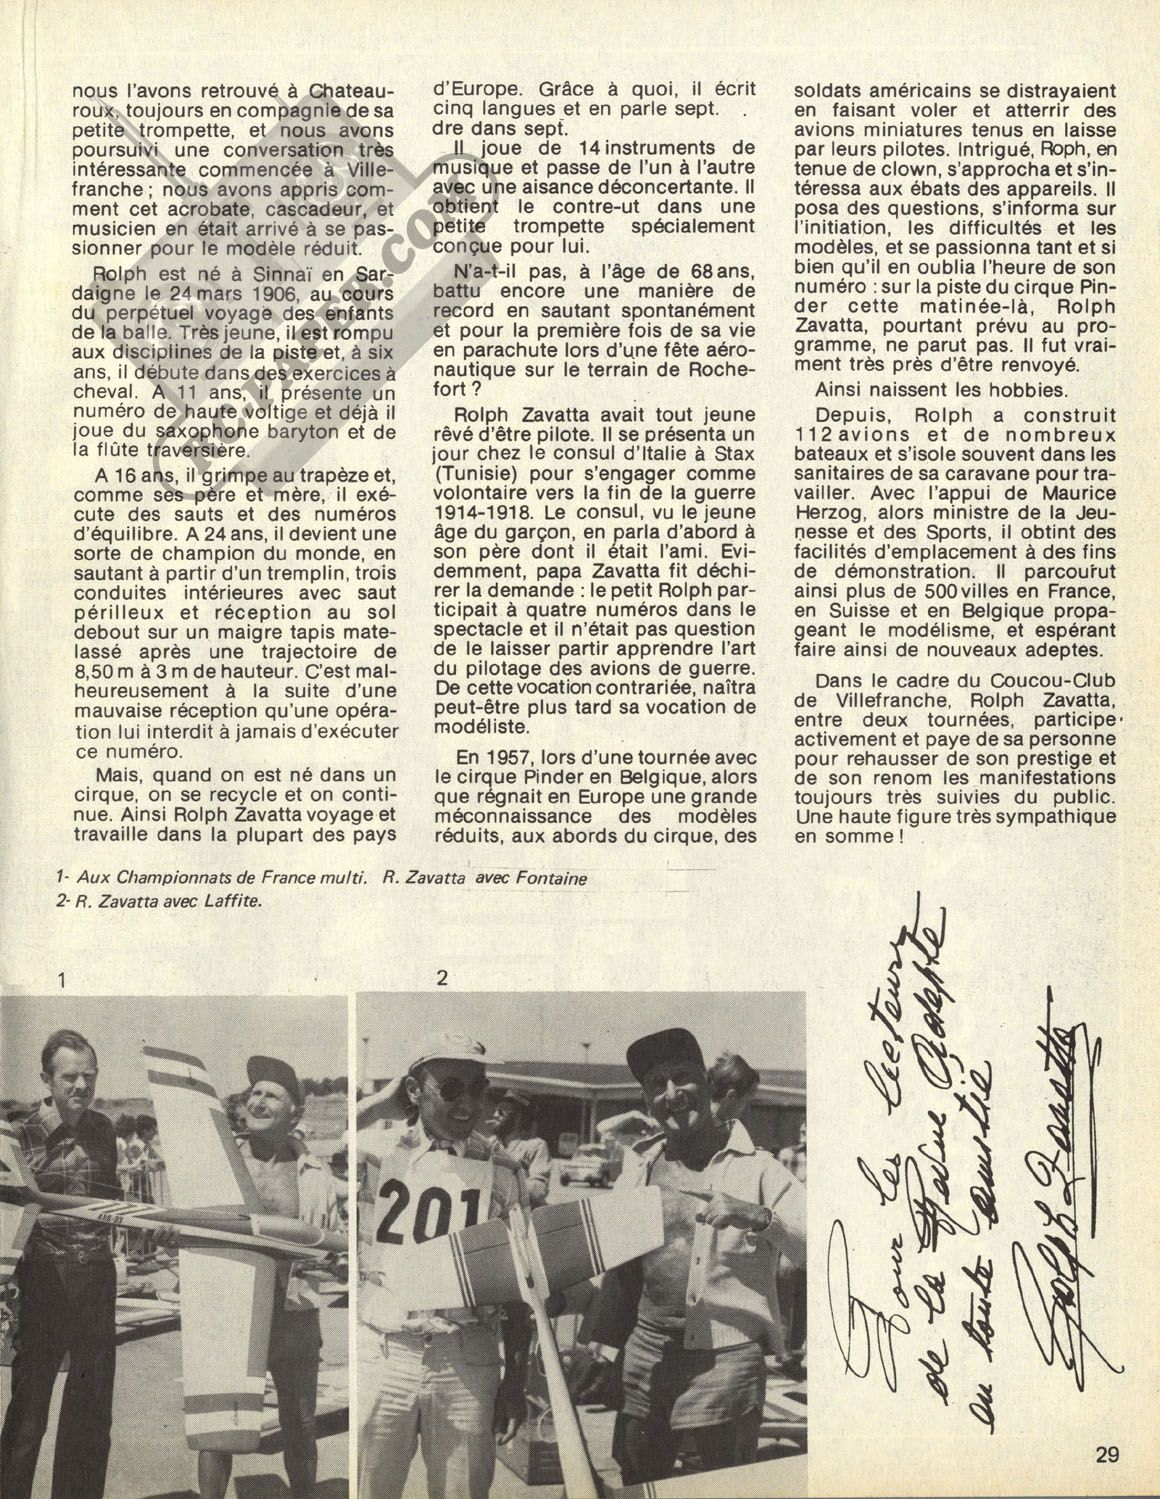 nous l'avons retrouvé à Chateau-
roux, toujours en compagnie de sa
petite trompette, et nous avons
poursuivi une conversation très
intéressante commencée à Ville-
franche ; nous avons appris com-
ment cet acrobate, cascadeur, et
musicien en était arrivé à se pas-
sionner pour le modèle réduit.
Rolph est né à Sinnaï en Sar-
daigne le 24 mars 1906, au cours
du perpétuel voyage des enfants
de la balle. Très jeune, il est rompu
aux disciplines de la piste et, à six
ans, il débute dans des exercices à
cheval. A 11 ans, il présente un
numéro de haute voltige et déjà il
joue du saxophone baryton et de
la flûte traversière.
A 16 ans, il grimpe au trapèze et,
comme ses père et mère, il exé-
cute des sauts et des numéros
d'équilibre. A 24 ans, il devient une
sorte de champion du monde, en
sautant à partir d'un tremplin, trois
conduites intérieures avec saut
périlleux et réception au sol
debout sur un maigre tapis mate-
lassé après une trajectoire de
8,50 m à 3 m de hauteur. C'est mal-
heureusement à la suite d'une
mauvaise réception qu'une opéra-
tion lui interdit à jamais d'exécuter
ce numéro.
Mais, quand on est né dans un
cirque, on se recycle et on conti-
nue. Ainsi Rolph Zavatta voyage et
travaille dans la plupart des pays
d'Europe. Grâce à quoi, il écrit
cinq langues et en parle sept.
dre dans sept.
Il joue de 14 instruments de
musique et passe de l'un à l'autre
avec une aisance déconcertante. Il
obtient le contre-ut dans une
petite trompette spécialement
conçue pour lui.
N'a-t-il pas, à l'âge de 68 ans,
battu encore une manière de
record en sautant spontanément
et pour la première fois de sa vie
en parachute lors d'une fête aéro-
nautique sur le terrain de Roche-
fort ?
Rolph Zavatta avait tout jeune
rêvé d'être pilote. Il se présenta un
jour chez le consul d'Italie à Stax
(Tunisie) pour s'engager comme
volontaire vers la fin de la guerre
1914-1918. Le consul, vu le jeune
âge du garçon, en parla d'abord à
son père dont il était l'ami. Evi-
demment, papa Zavatta fit déchi-
rer la demande : le petit Rolph par-
ticipait à quatre numéros dans le
spectacle et il n'était pas question
de le laisser partir apprendre l'art
du pilotage des avions de guerre.
De cette vocation contrariée, naîtra
peut-être plus tard sa vocation de
modéliste.
En 1957, lors d'une tournée avec
le cirque Pinder en Belgique, alors
que régnait en Europe une grande
méconnaissance des modèles
réduits, aux abords du cirque, des
soldats américains se distrayaient
en faisant voler et atterrir des
avions miniatures tenus en laisse
par leurs pilotes. Intrigué, Roph, en
tenue de clown, s'approcha et s'in-
téressa aux ébats des appareils. Il
posa des questions, s'informa sur
l'initiation, les difficultés et les
modèles, et se passionna tant et si
bien qu'il en oublia l'heure de son
numéro : sur la piste du cirque Pin-
der cette matinée-là, Rolph
Zavatta, pourtant prévu au pro-
gramme, ne parut pas. Il fut vrai-
ment très près d'être renvoyé.
Ainsi naissent les hobbies.
Depuis, Rolph a construit
112 avions et de nombreux
bateaux et s'isole souvent dans les
sanitaires de sa caravane pour tra-
vailler. Avec l'appui de Maurice
Herzog, alors ministre de la Jeu-
nesse et des Sports, il obtint des
facilités d'emplacement à des fins
de démonstration. Il parcourut
ainsi plus de 500 villes en France,
en Suisse et en Belgique propa-
geant le modélisme, et espérant
faire ainsi de nouveaux adeptes.
Dans le cadre du Coucou-Club
de Villefranche, Rolph Zavatta,
entre deux tournées, participe
activement et paye de sa personne
pour rehausser de son prestige et
de son renom les manifestations
toujours très suivies du public.
Une haute figure très sympathique
en somme !
1- Aux Championnats de France multi. R. Zavatta avec Fontaine
2- R. Zavatta avec Laffite.
1
2
201
Pour les lecteurs
de la Revue Adepte
en toute amitié
Rolph Zavatta
RC-PAPER.COM
29